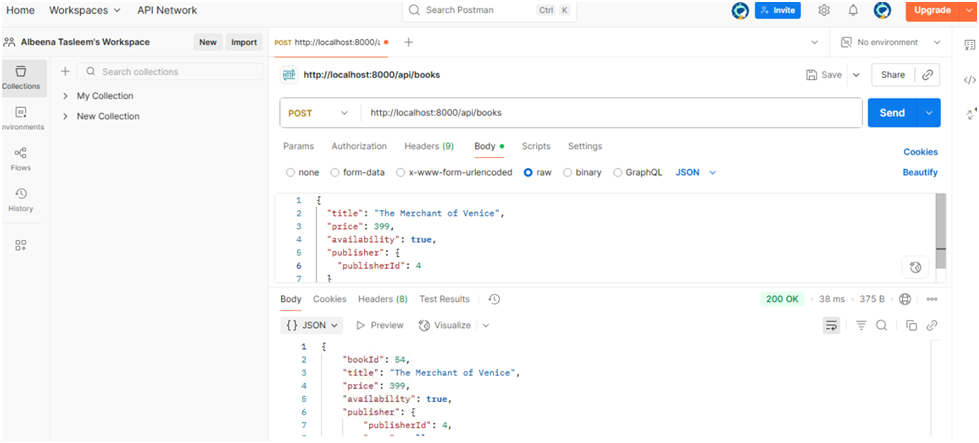 Home Workspaces API Network Search Postman Ctrl K Invite Upgrade
Albeena Tasleem's Workspace New Import POST http://localhost:8000/a No environment
Collections Search collections http://localhost:8000/api/books Save Share
My Collection
New Collection POST http://localhost:8000/api/books Send
nvironments
Params Authorization Headers (9) Body Scripts Settings Cookies
Flows
none form-data x-www-form-urlencoded raw binary GraphQL JSON Beautify
History
1 {
2 "title": "The Merchant of Venice",
3 "price": 399,
4 "availability": true,
5 "publisher": {
6 "publisherId": 4
7 }
Body Cookies Headers (8) Test Results 200 OK 38 ms 375 B
{} JSON Preview Visualize
1 {
2 "bookId": 54,
3 "title": "The Merchant of Venice",
4 "price": 399,
5 "availability": true,
6 "publisher": {
7 "publisherId": 4,